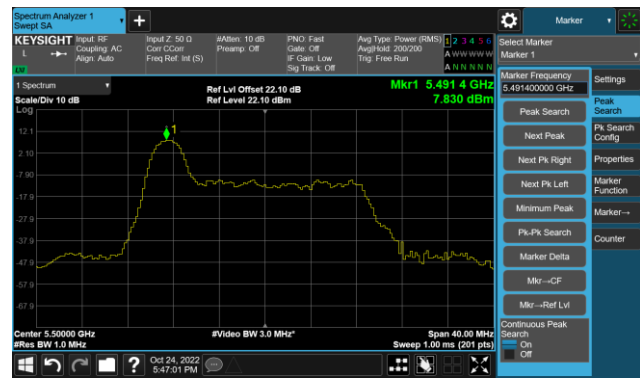 Spectrum Analyzer 1
Swept SA
+
Marker
KEYSIGHT
L
Input: RF
Coupling: AC
Align: Auto
Input Z: 50 Ω
Corr CCorr
Freq Ref: Int (S)
#Atten: 10 dB
Preamp: Off
PNO: Fast
Gate: Off
IF Gain: Low
Sig Track: Off
Avg Type: Power (RMS)
Avg|Hold: 200/200
Trig: Free Run
1 2 3 4 5 6
A W W W W W
A N N N N N
LW
1 Spectrum
Scale/Div 10 dB
Log
Ref Lvl Offset 22.10 dB
Ref Level 22.10 dBm
Mkr1 5.491 4 GHz
7.830 dBm
1
12.1
2.10
-7.90
-17.9
-27.9
-37.9
-47.9
-57.9
-67.9
Center 5.50000 GHz
#Res BW 1.0 MHz
#Video BW 3.0 MHz*
Span 40.00 MHz
Sweep 1.00 ms (201 pts)
?
Oct 24, 2022
5:47:01 PM
Select Marker
Marker 1
Marker Frequency
5.491400000 GHz
Peak Search
Next Peak
Next Pk Right
Next Pk Left
Minimum Peak
Pk-Pk Search
Marker Delta
Mkr→CF
Mkr→Ref Lvl
Continuous Peak
Search
On
Off
Settings
Peak
Search
Pk Search
Config
Properties
Marker
Function
Marker→
Counter